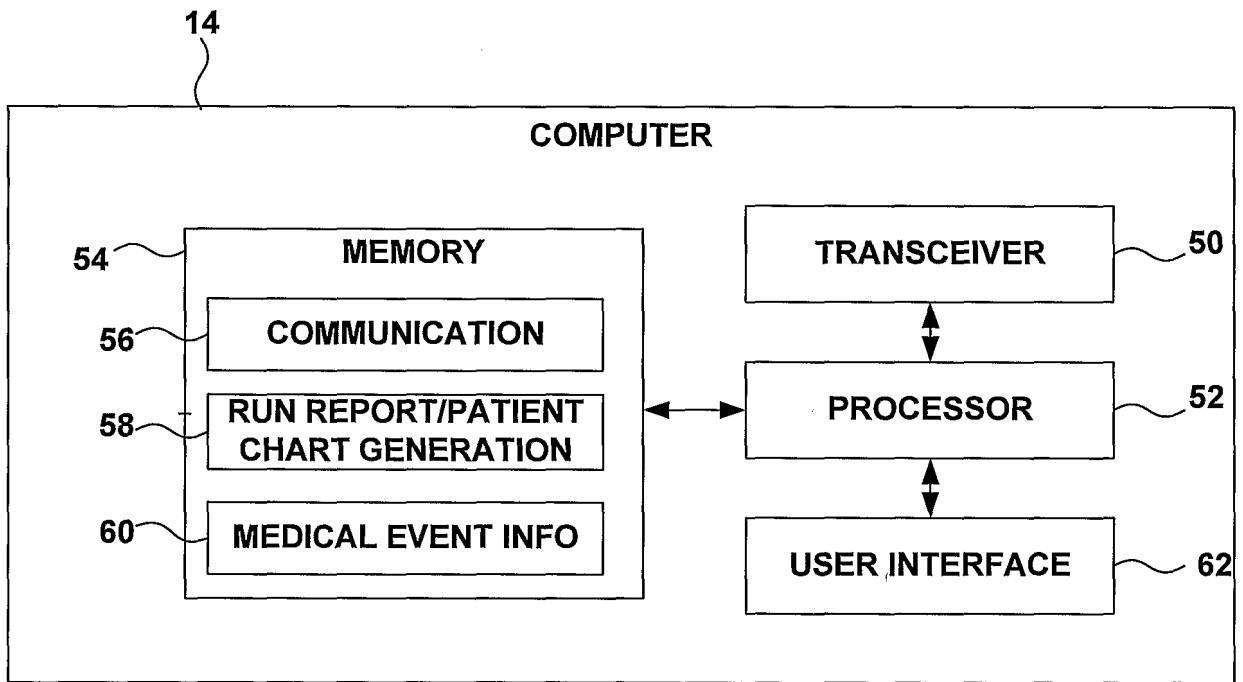 14
COMPUTER
54
MEMORY
56
COMMUNICATION
58
RUN REPORT/PATIENT
CHART GENERATION
60
MEDICAL EVENT INFO
TRANSCEIVER
50
PROCESSOR
52
USER INTERFACE
62